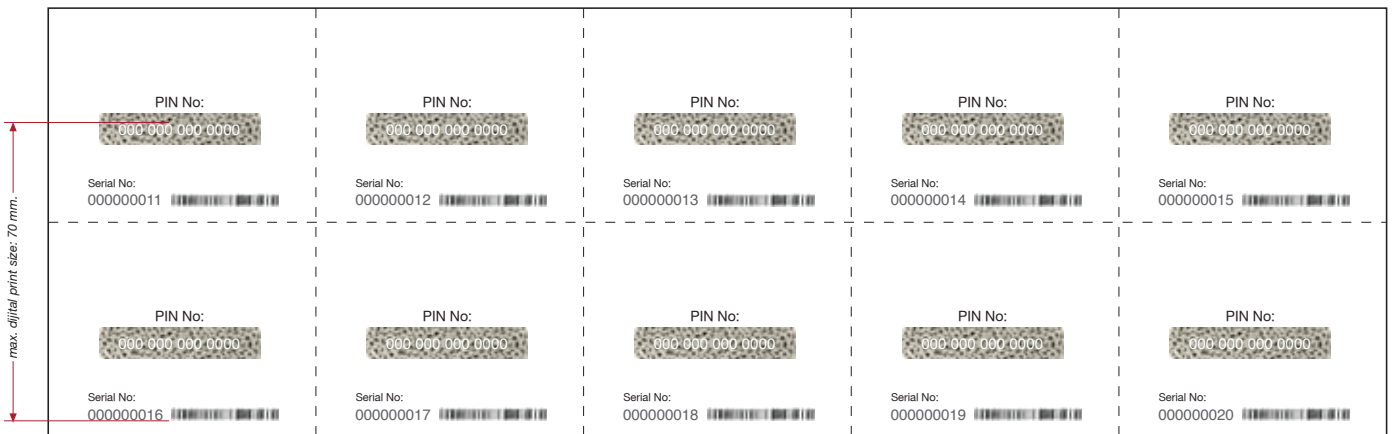 PIN No: PIN No: PIN No: PIN No: PIN No:
000 000 000 0000 000 000 000 0000 000 000 000 0000 000 000 000 0000 000 000 000 0000
Serial No: Serial No: Serial No: Serial No: Serial No:
000000011 000000012 000000013 000000014 000000015
max. dijital print size: 70 mm.
PIN No: PIN No: PIN No: PIN No: PIN No:
000 000 000 0000 000 000 000 0000 000 000 000 0000 000 000 000 0000 000 000 000 0000
Serial No: Serial No: Serial No: Serial No: Serial No:
000000016 000000017 000000018 000000019 000000020